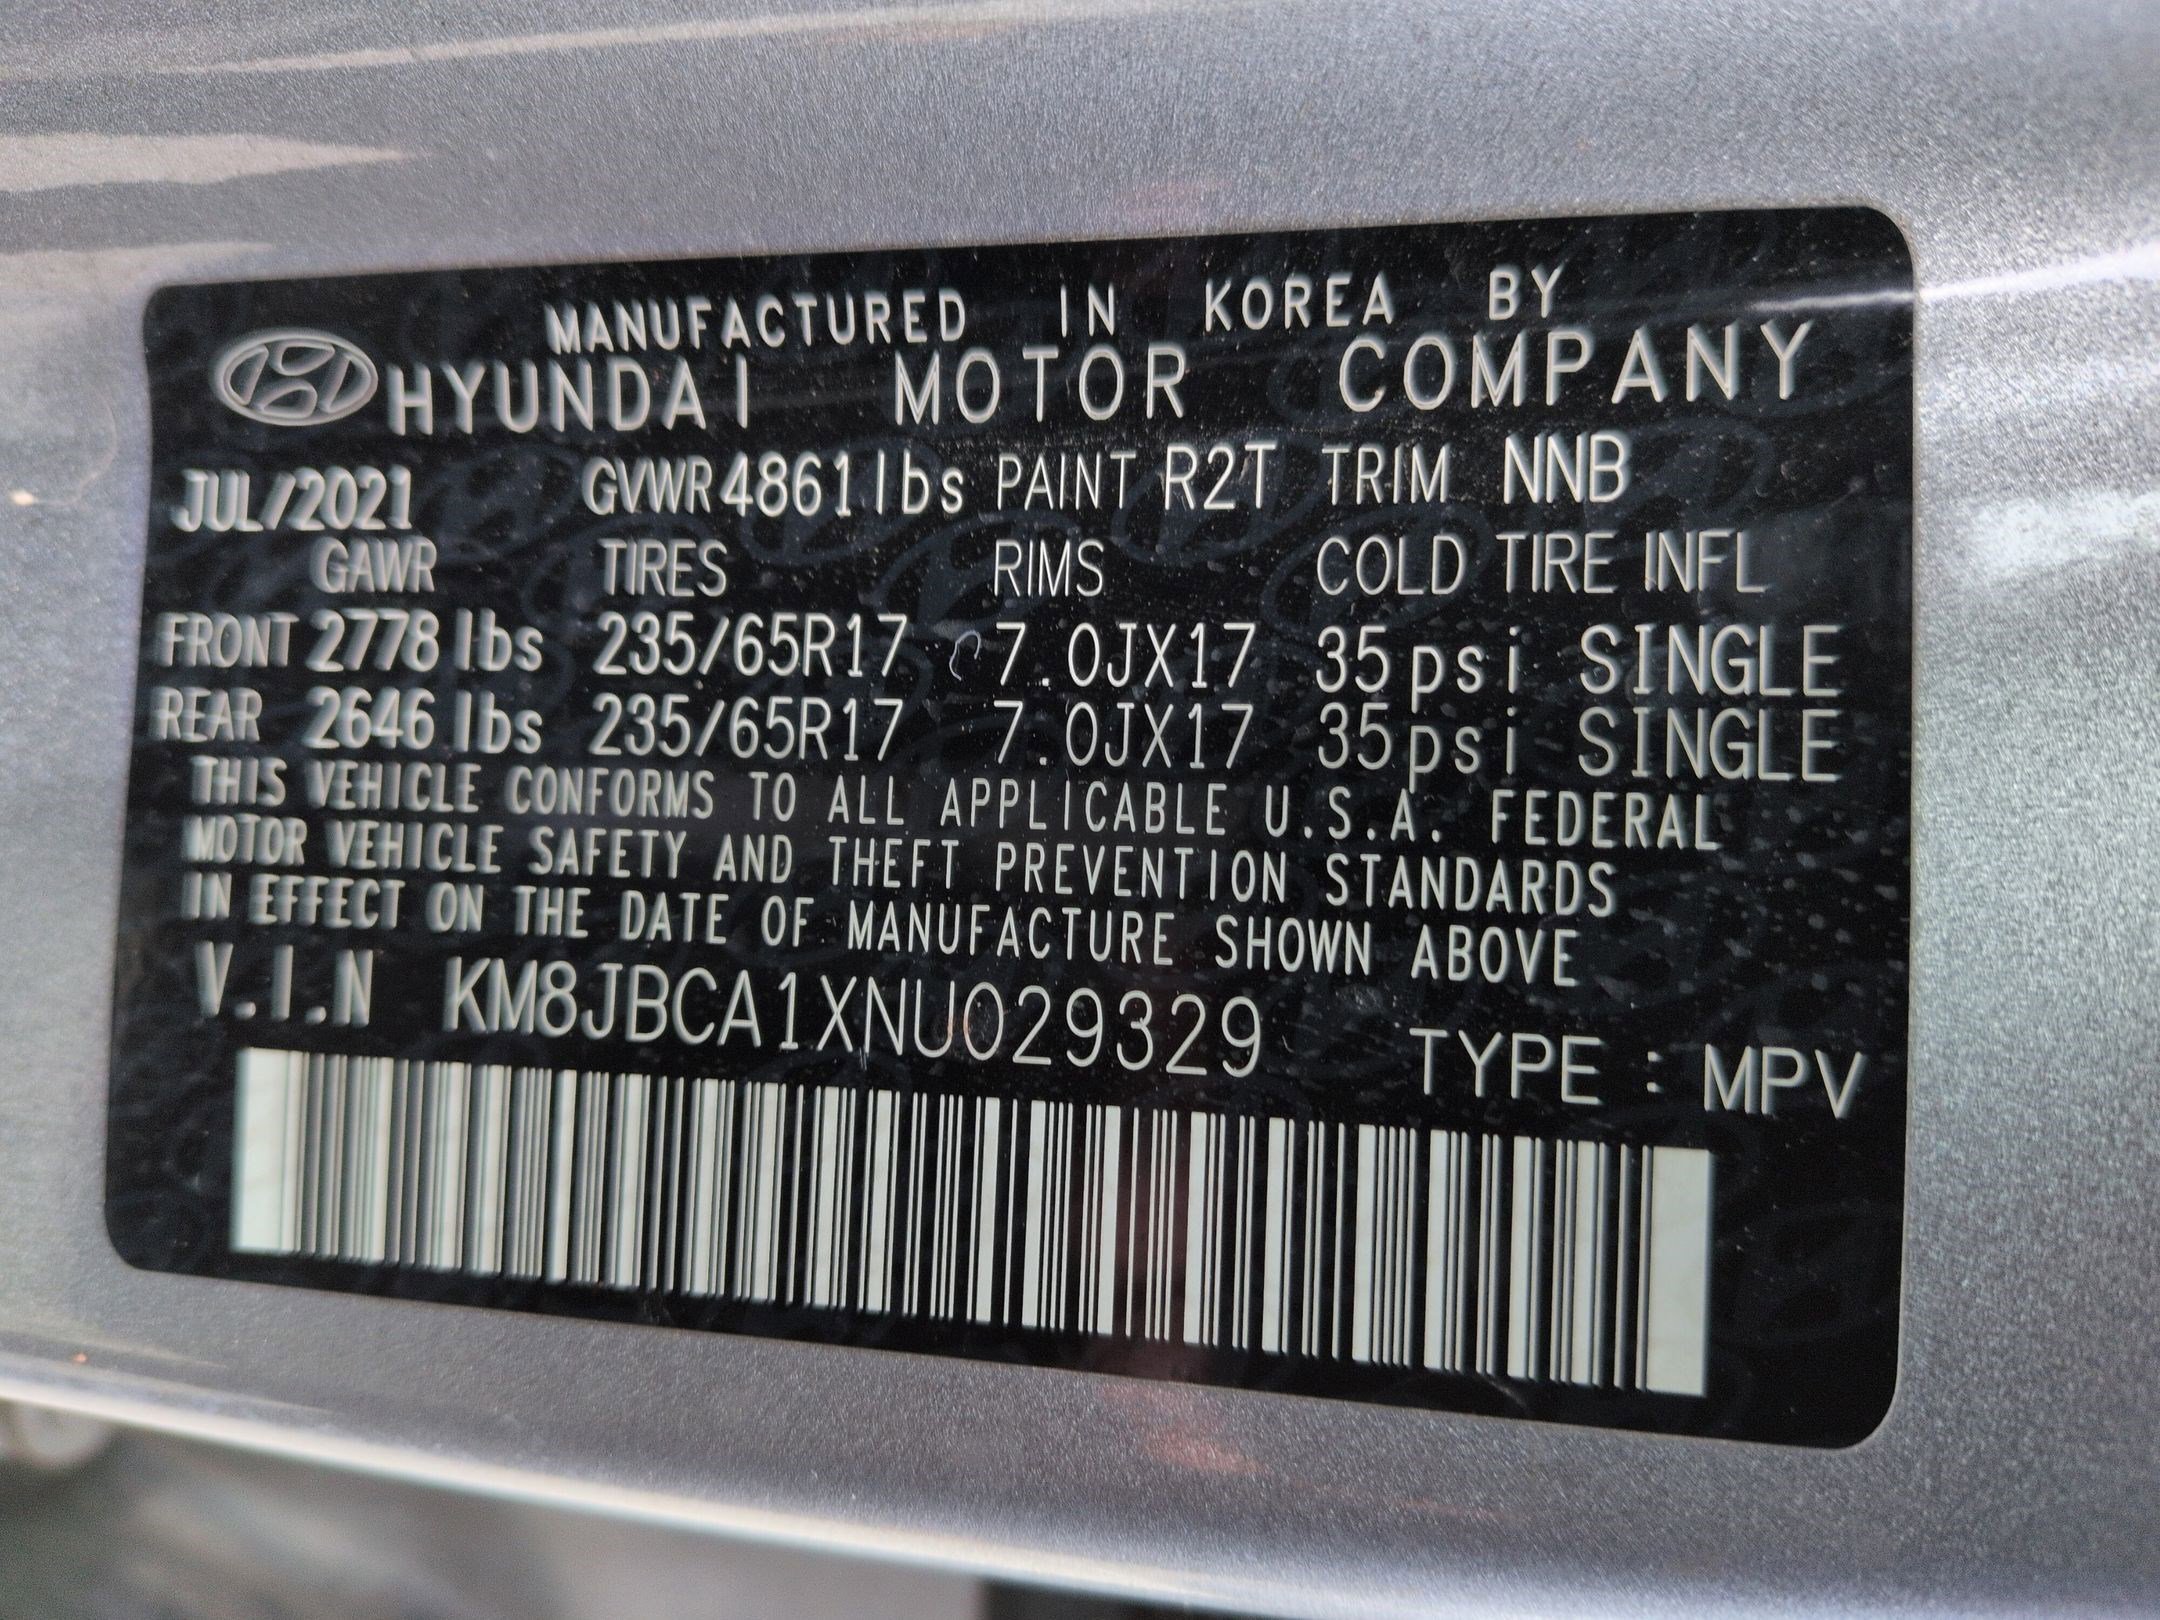 MANUFACTURED IN KOREA BY
HYUNDAI MOTOR COMPANY
JUL/2021 GVWR 4861lbs PAINT R2T TRIM NNB
GAWR TIRES RIMS COLD TIRE INFL
FRONT 2778 lbs 235/65R17 7.0JX17 35psi SINGLE
REAR 2646 lbs 235/65R17 7.0JX17 35psi SINGLE
THIS VEHICLE CONFORMS TO ALL APPLICABLE U.S.A. FEDERAL
MOTOR VEHICLE SAFETY AND THEFT PREVENTION STANDARDS
IN EFFECT ON THE DATE OF MANUFACTURE SHOWN ABOVE
V.I.N KM8JBCA1XNU029329 TYPE : MPV